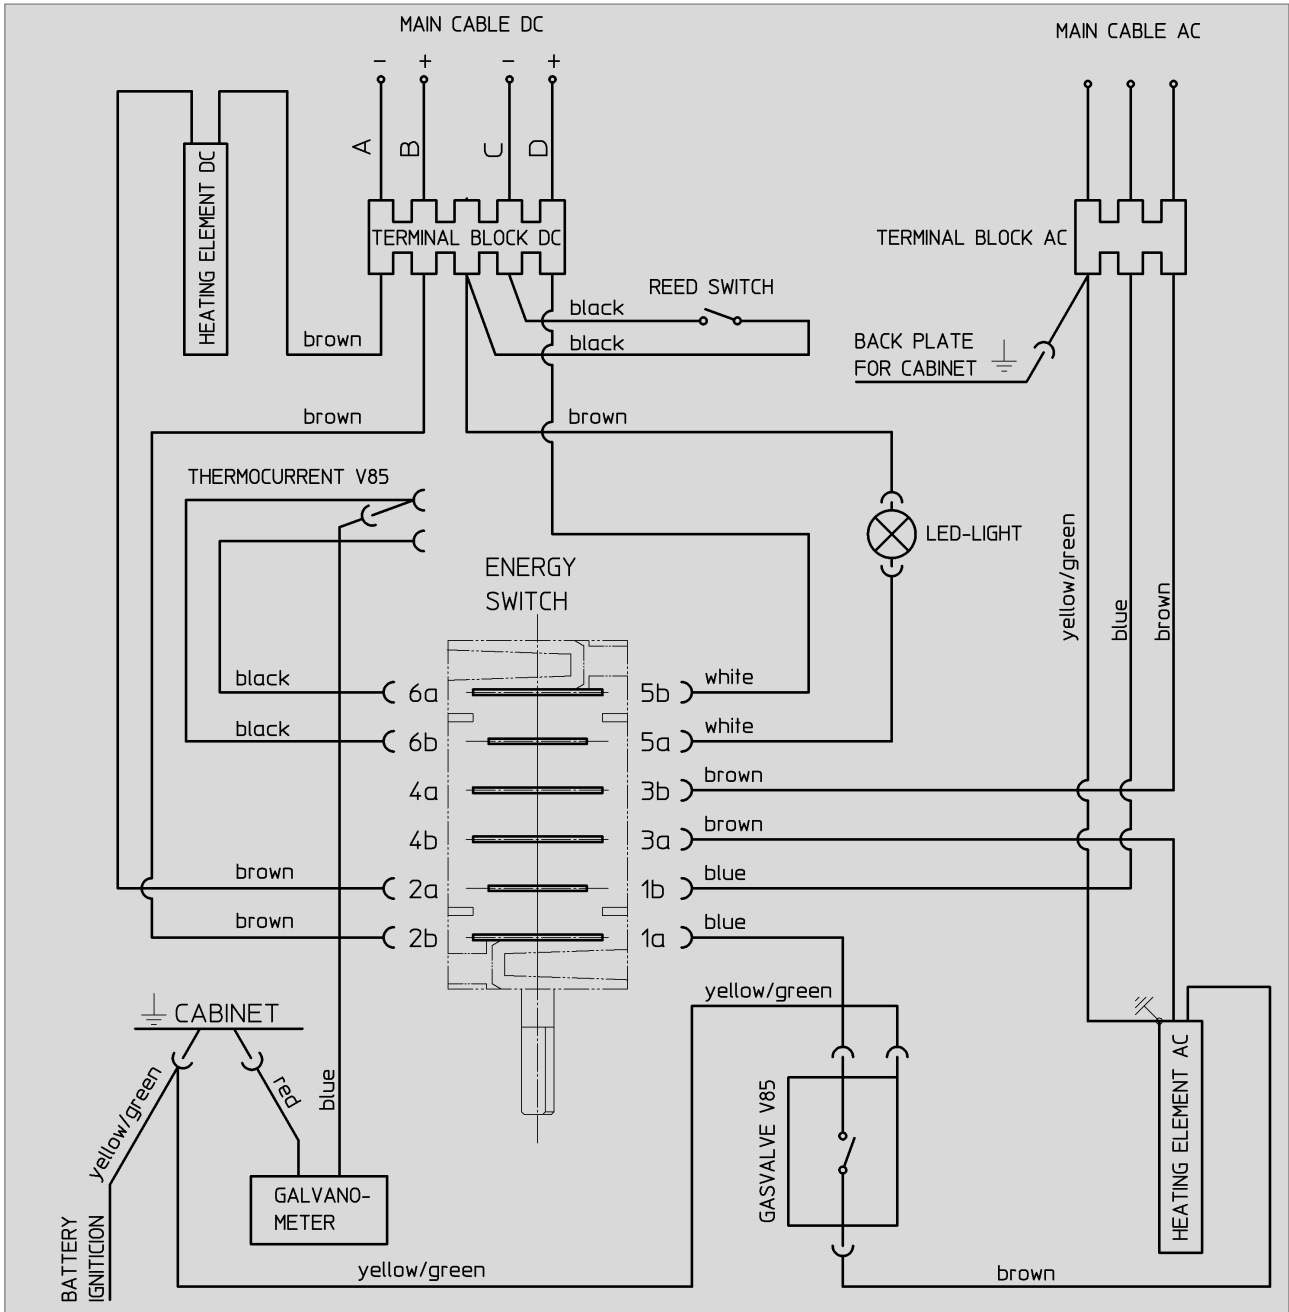 MAIN CABLE DC
MAIN CABLE AC
- + - +
A B C D
HEATING ELEMENT DC
TERMINAL BLOCK DC
TERMINAL BLOCK AC
REED SWITCH
black
brown
black
BACK PLATE
FOR CABINET
brown
brown
THERMOCURRENT V85
LED-LIGHT
yellow/green
blue
brown
ENERGY
SWITCH
black 6a 5b white
black 6b 5a white
4a 3b brown
4b 3a brown
brown 2a 1b blue
brown 2b 1a blue
yellow/green
CABINET
yellow/green
red
blue
GASVALVE V85
HEATING ELEMENT AC
GALVANO-
METER
BATTERY
IGNITICION
yellow/green
brown